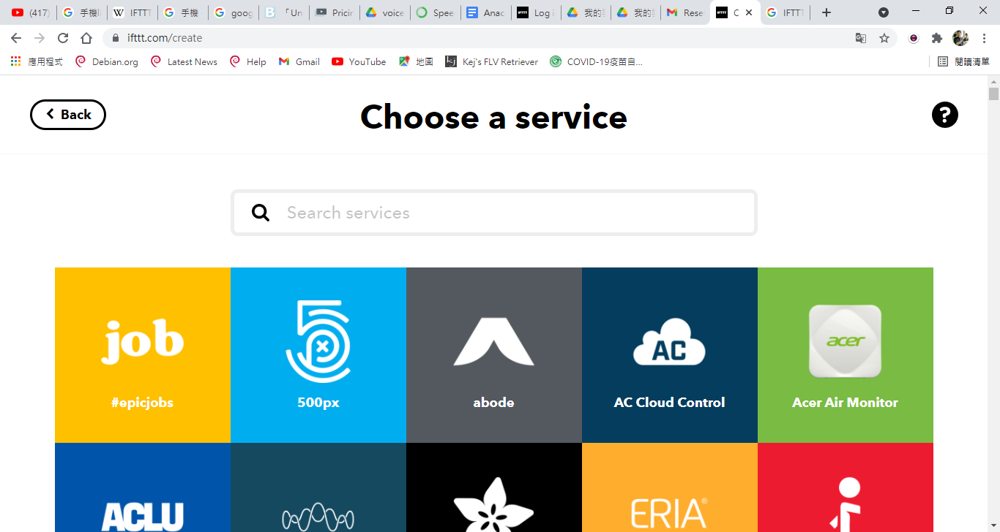 (417) 手機 IFTTT 手機 goog 「Un Pricin voice Spee Anac Log i 我的 我的 Rese C IFTTT
ifttt.com/create
應用程式 Debian.org Latest News Help Gmail YouTube 地圖 Kej's FLV Retriever COVID-19疫苗自... 閱讀清單
Back
Choose a service
?
Search services
job
#epicjobs
500px
abode
AC
AC Cloud Control
acer
Acer Air Monitor
ACLU
ERIA®